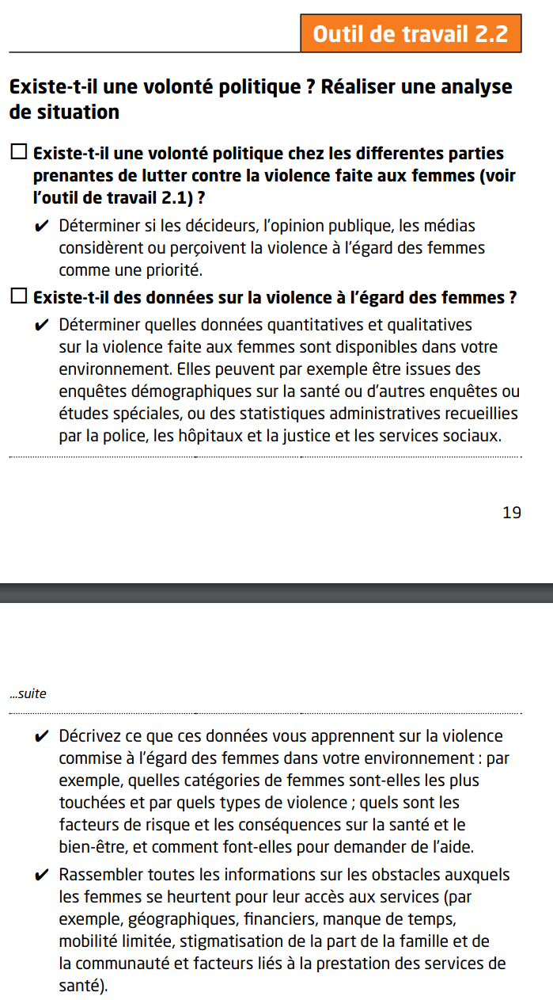 Outil de travail 2.2
Existe-t-il une volonté politique ? Réaliser une analyse
de situation
☐ Existe-t-il une volonté politique chez les differentes parties
prenantes de lutter contre la violence faite aux femmes (voir
l'outil de travail 2.1) ?
✔ Déterminer si les décideurs, l'opinion publique, les médias
considèrent ou perçoivent la violence à l'égard des femmes
comme une priorité.
☐ Existe-t-il des données sur la violence à l'égard des femmes ?
✔ Déterminer quelles données quantitatives et qualitatives
sur la violence faite aux femmes sont disponibles dans votre
environnement. Elles peuvent par exemple être issues des
enquêtes démographiques sur la santé ou d'autres enquêtes ou
études spéciales, ou des statistiques administratives recueillies
par la police, les hôpitaux et la justice et les services sociaux.
19
...suite
✔ Décrivez ce que ces données vous apprennent sur la violence
commise à l'égard des femmes dans votre environnement : par
exemple, quelles catégories de femmes sont-elles les plus
touchées et par quels types de violence ; quels sont les
facteurs de risque et les conséquences sur la santé et le
bien-être, et comment font-elles pour demander de l'aide.
✔ Rassembler toutes les informations sur les obstacles auxquels
les femmes se heurtent pour leur accès aux services (par
exemple, géographiques, financiers, manque de temps,
mobilité limitée, stigmatisation de la part de la famille et de
la communauté et facteurs liés à la prestation des services de
santé).